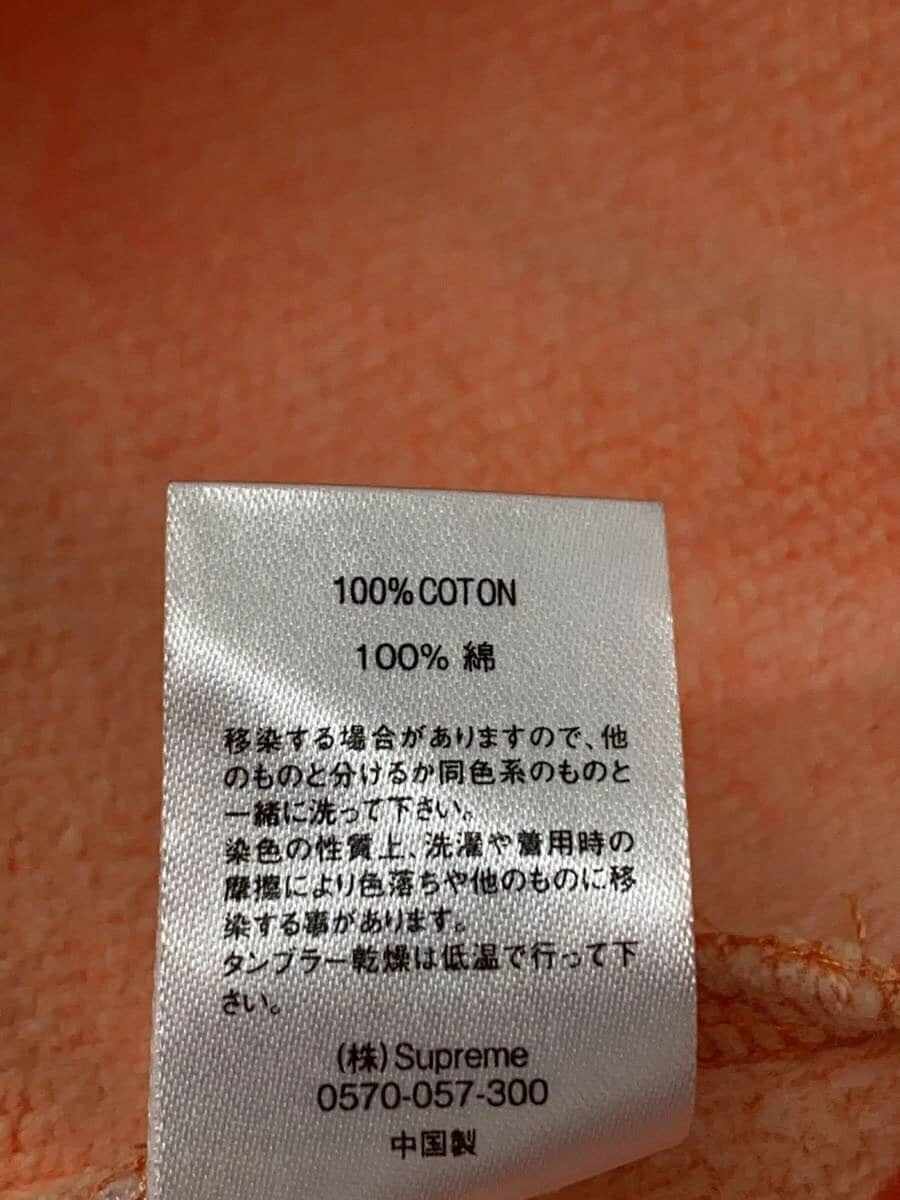 100%COTON
100% 綿
移染する場合がありますので、他
のものと分けるか同色系のものと
一緒に洗って下さい。
染色の性質上、洗濯や着用時の
摩擦により色落ちや他のものに移
染する事があります。
タンブラー乾燥は低温で行って下
さい。
(株)Supreme
0570-057-300
中国製